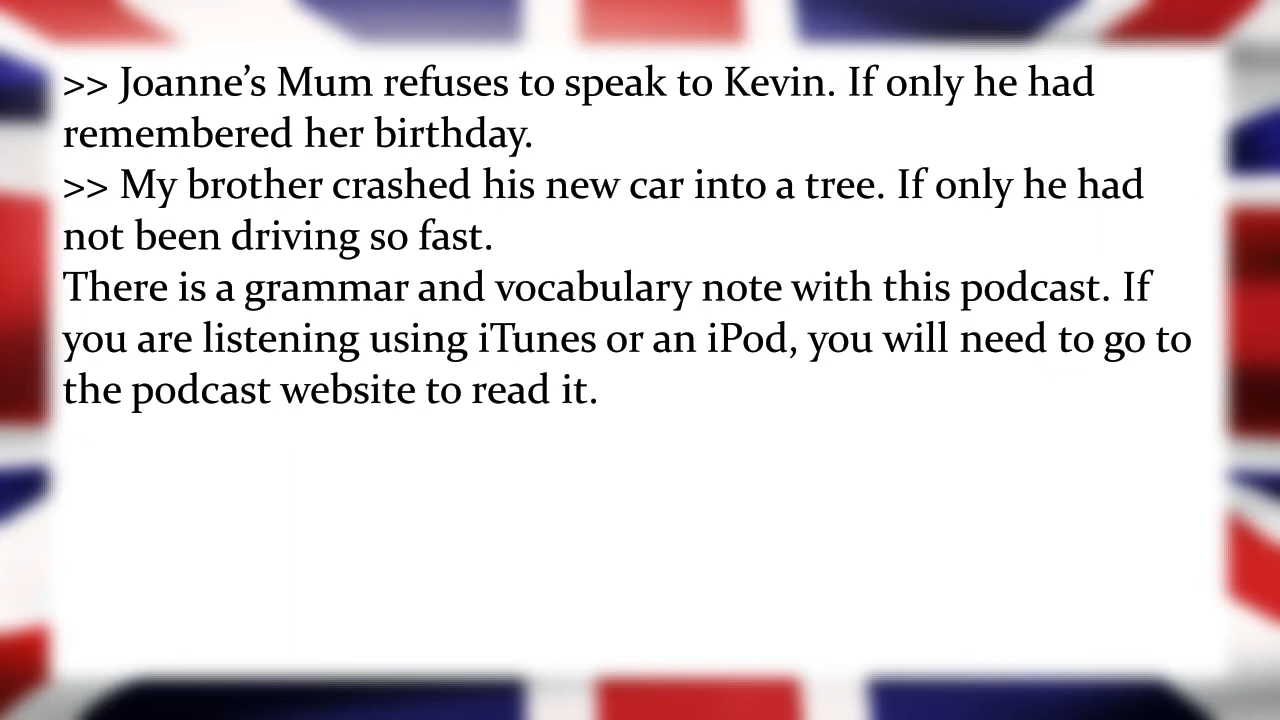 >> Joanne’s Mum refuses to speak to Kevin. If only he had
remembered her birthday.
>> My brother crashed his new car into a tree. If only he had
not been driving so fast.
There is a grammar and vocabulary note with this podcast. If
you are listening using iTunes or an iPod, you will need to go to
the podcast website to read it.